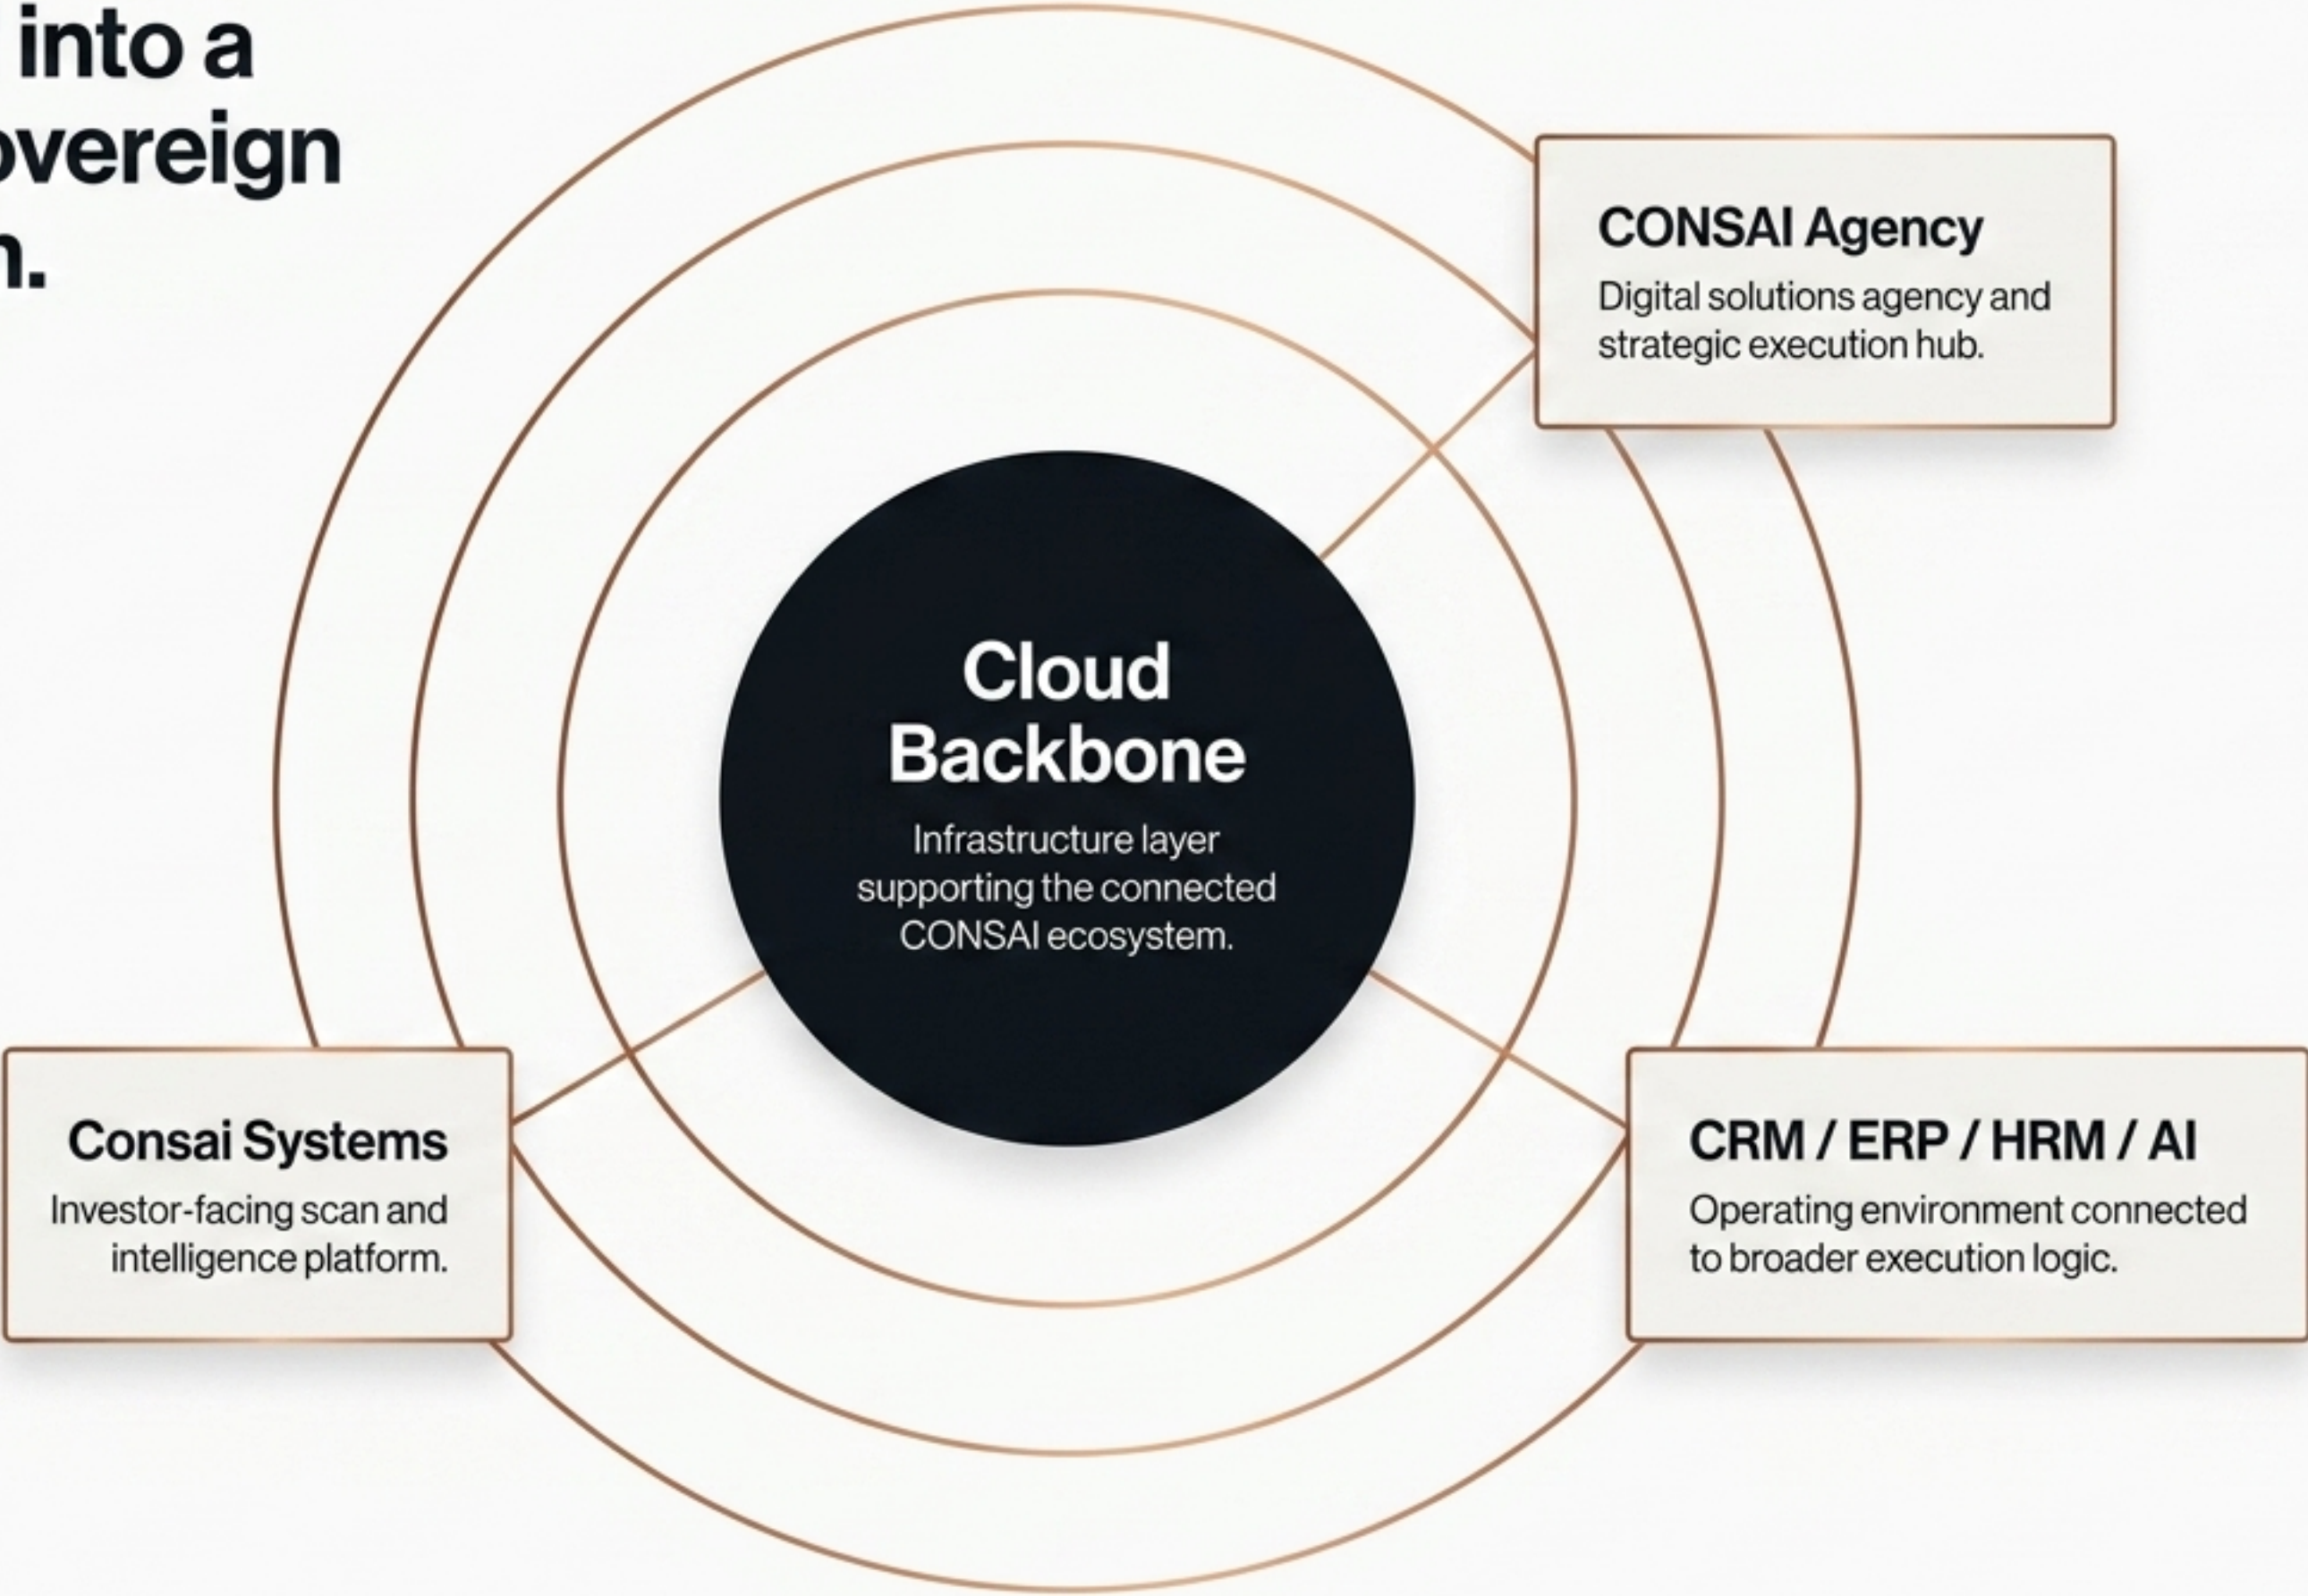 into a
overeign
.
CONSAI Agency
Digital solutions agency and
strategic execution hub.
Cloud
Backbone
Infrastructure layer
supporting the connected
CONSAI ecosystem.
Consai Systems
Investor-facing scan and
intelligence platform.
CRM / ERP / HRM / AI
Operating environment connected
to broader execution logic.